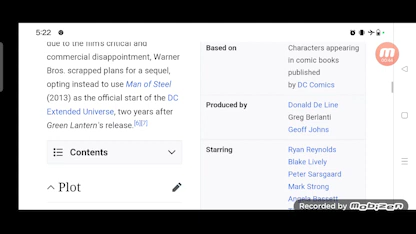 5:22
due to the film's critical and
commercial disappointment, Warner
Bros. scrapped plans for a sequel,
opting instead to use Man of Steel
(2013) as the official start of the DC
Extended Universe, two years after
Green Lantern's release.[6][7]
Contents
Plot
Based on
Characters appearing
in comic books
published
by DC Comics
Produced by
Donald De Line
Greg Berlanti
Geoff Johns
Starring
Ryan Reynolds
Blake Lively
Peter Sarsgaard
Mark Strong
Angela Bassett
Recorded by mobizen